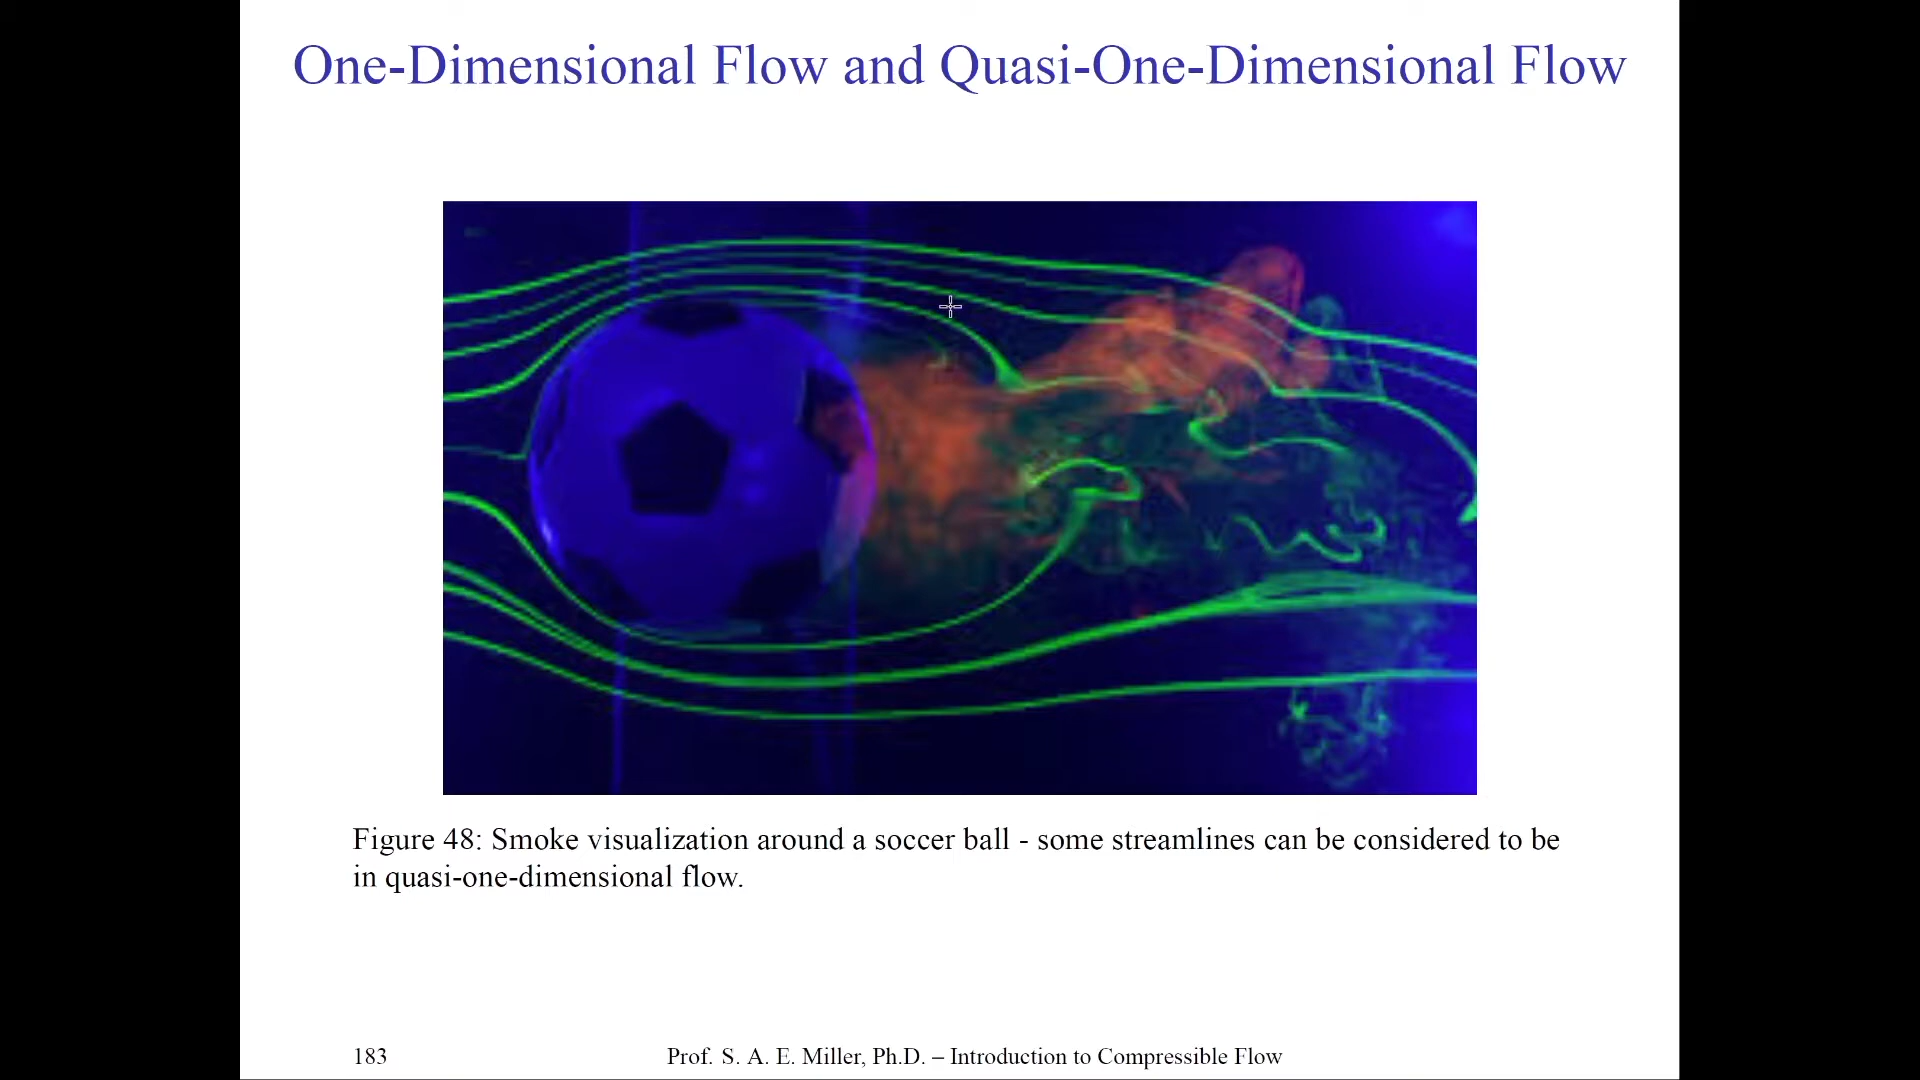 One-Dimensional Flow and Quasi-One-Dimensional Flow
Figure 48: Smoke visualization around a soccer ball - some streamlines can be considered to be
in quasi-one-dimensional flow.
183 Prof. S. A. E. Miller, Ph.D. – Introduction to Compressible Flow